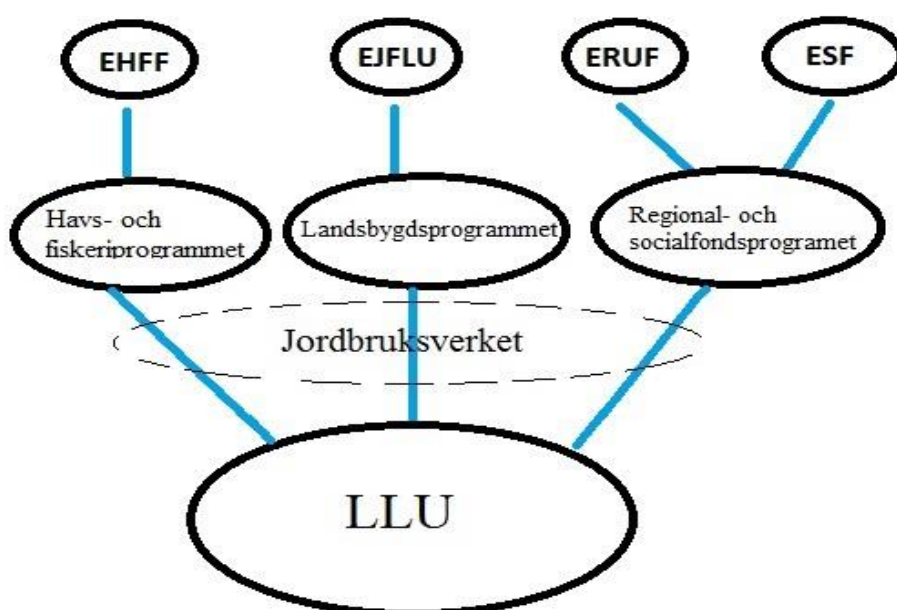 EHFF
EJFLU
ERUF
ESF
Havs- och
fiskeriprogrammet
Landsbygdsprogrammet
Regional- och
socialfondsprogramet
Jordbruksverket
LLU